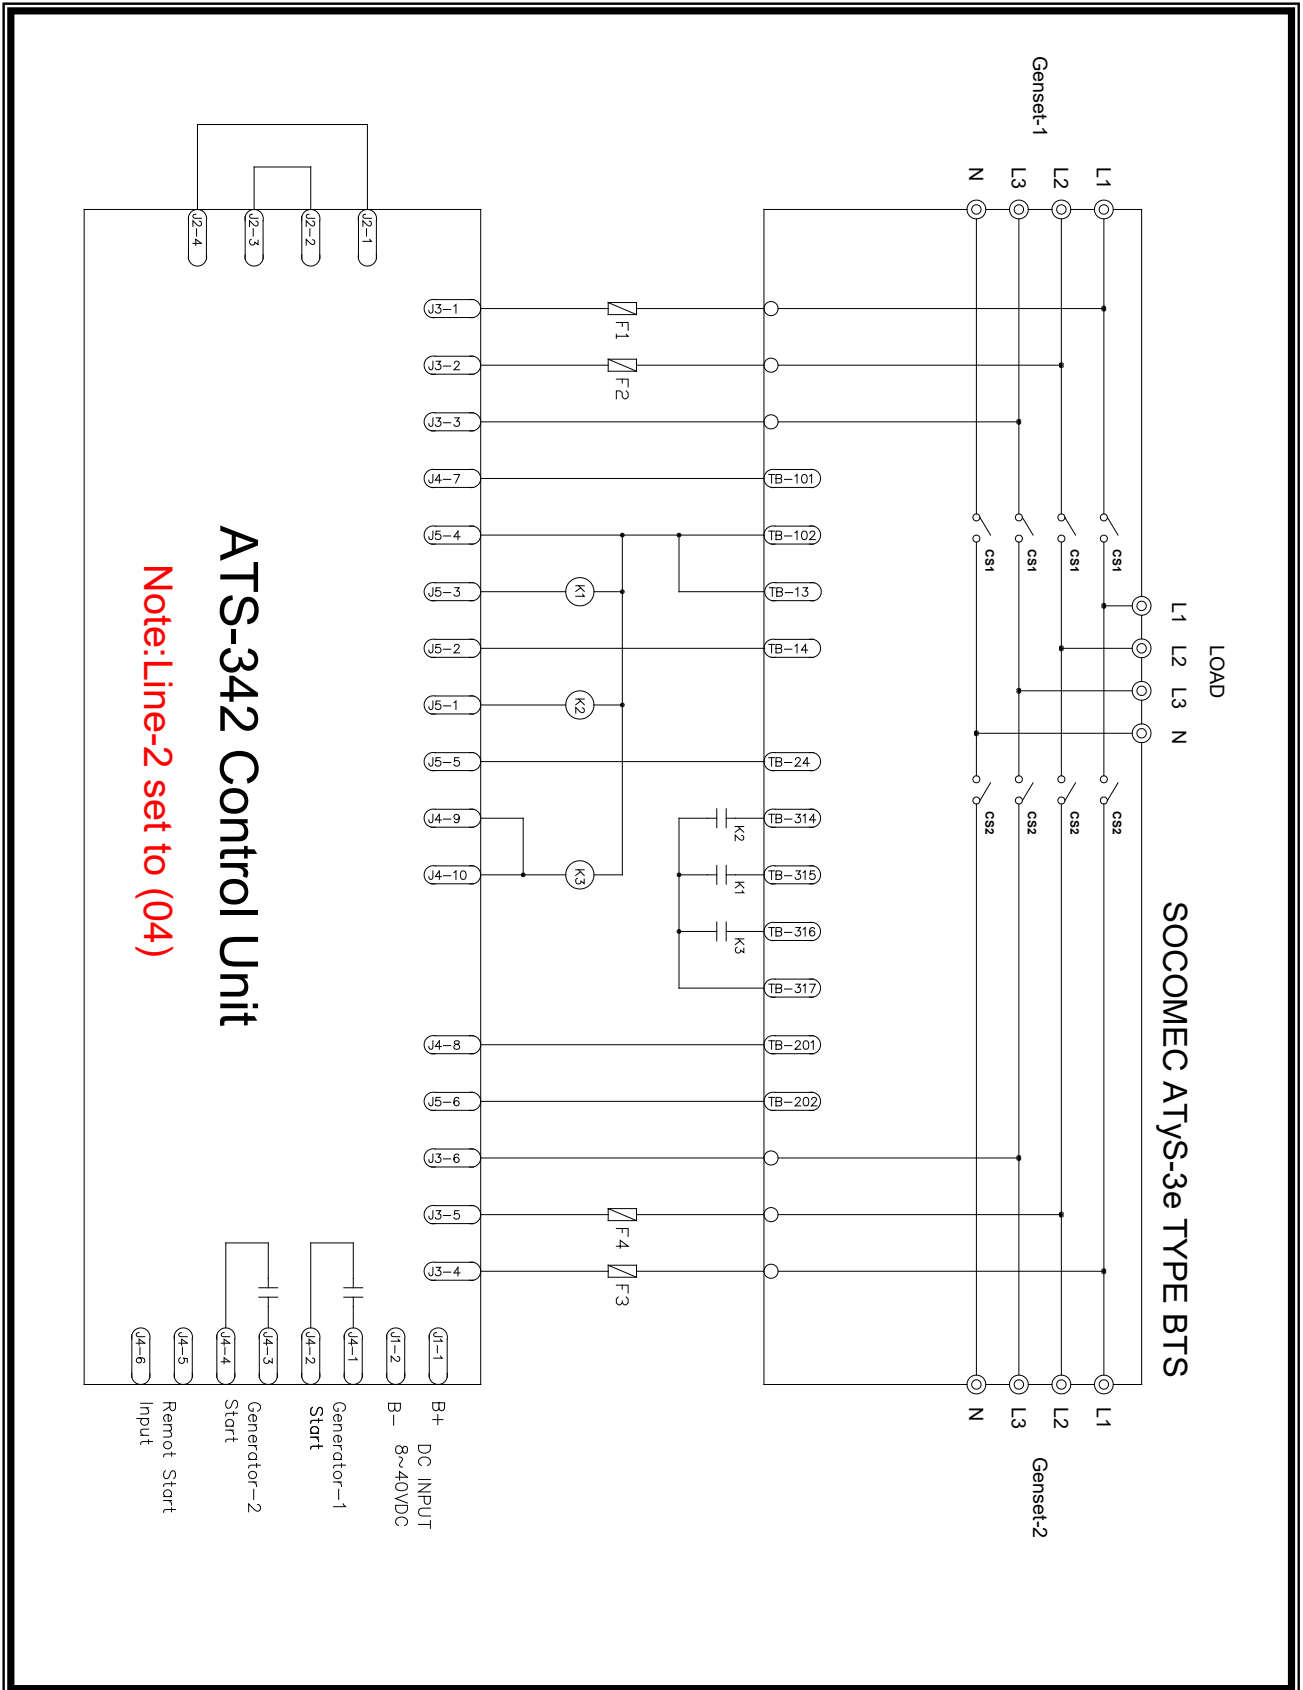 SOCOMEC ATyS-3e TYPE BTS
LOAD
L1
L2
L3
N
Genset-1
L1
L2
L3
N
Genset-2
L1
L2
L3
N
CS1
CS1
CS1
CS1
CS2
CS2
CS2
CS2
TB-101
TB-102
TB-13
TB-14
TB-24
TB-314
TB-315
TB-316
TB-317
TB-201
TB-202
K2
K1
K3
F1
F2
F4
F3
K1
K2
K3
J3-1
J3-2
J3-3
J4-7
J5-4
J5-3
J5-2
J5-1
J5-5
J4-9
J4-10
J4-8
J5-6
J3-6
J3-5
J3-4
J2-1
J2-2
J2-3
J2-4
J1-1
J1-2
J4-1
J4-2
J4-3
J4-4
J4-5
J4-6
B+ DC INPUT
B- 8~40VDC
Generator-1
Start
Generator-2
Start
Remot Start
Input
ATS-342 Control Unit
Note:Line-2 set to (04)